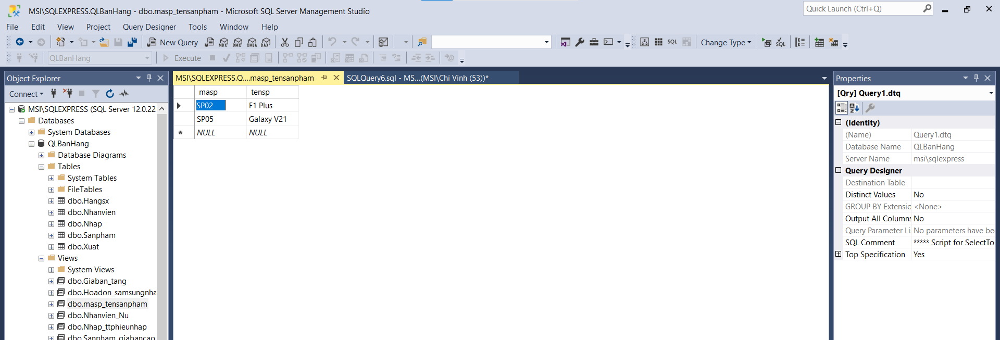 MSI\SQLEXPRESS.QLBanHang - dbo.masp_tensanpham - Microsoft SQL Server Management Studio
Quick Launch (Ctrl+Q)
File Edit View Project Query Designer Tools Window Help
New Query MDX DMX XMLA DAX SQL Change Type SQL
QLBanHang Execute
Object Explorer
Connect
MSI\SQLEXPRESS (SQL Server 12.0.22
Databases
System Databases
QLBanHang
Database Diagrams
Tables
System Tables
FileTables
dbo.Hangsx
dbo.Nhanvien
dbo.Nhap
dbo.Sanpham
dbo.Xuat
Views
System Views
dbo.Giaban_tang
dbo.Hoadon_samsungnha
dbo.masp_tensanpham
dbo.Nhanvien_Nu
dbo.Nhap_ttphieunhap
dbo.Sanpham_giabancao
MSI\SQLEXPRESS.Q....masp_tensanpham
SQLQuery6.sql - MS...(MSI\Chi Vinh (53))*
masp tensp
SP02 F1 Plus
SP05 Galaxy V21
* NULL NULL
Properties
[Qry] Query1.dtq
(Identity)
(Name) Query1.dtq
Database Name QLBanHang
Server Name msi\sqlexpress
Query Designer
Destination Table
Distinct Values No
GROUP BY Extensic <None>
Output All Columns No
Query Parameter Li No parameters have be
SQL Comment ***** Script for SelectTo
Top Specification Yes